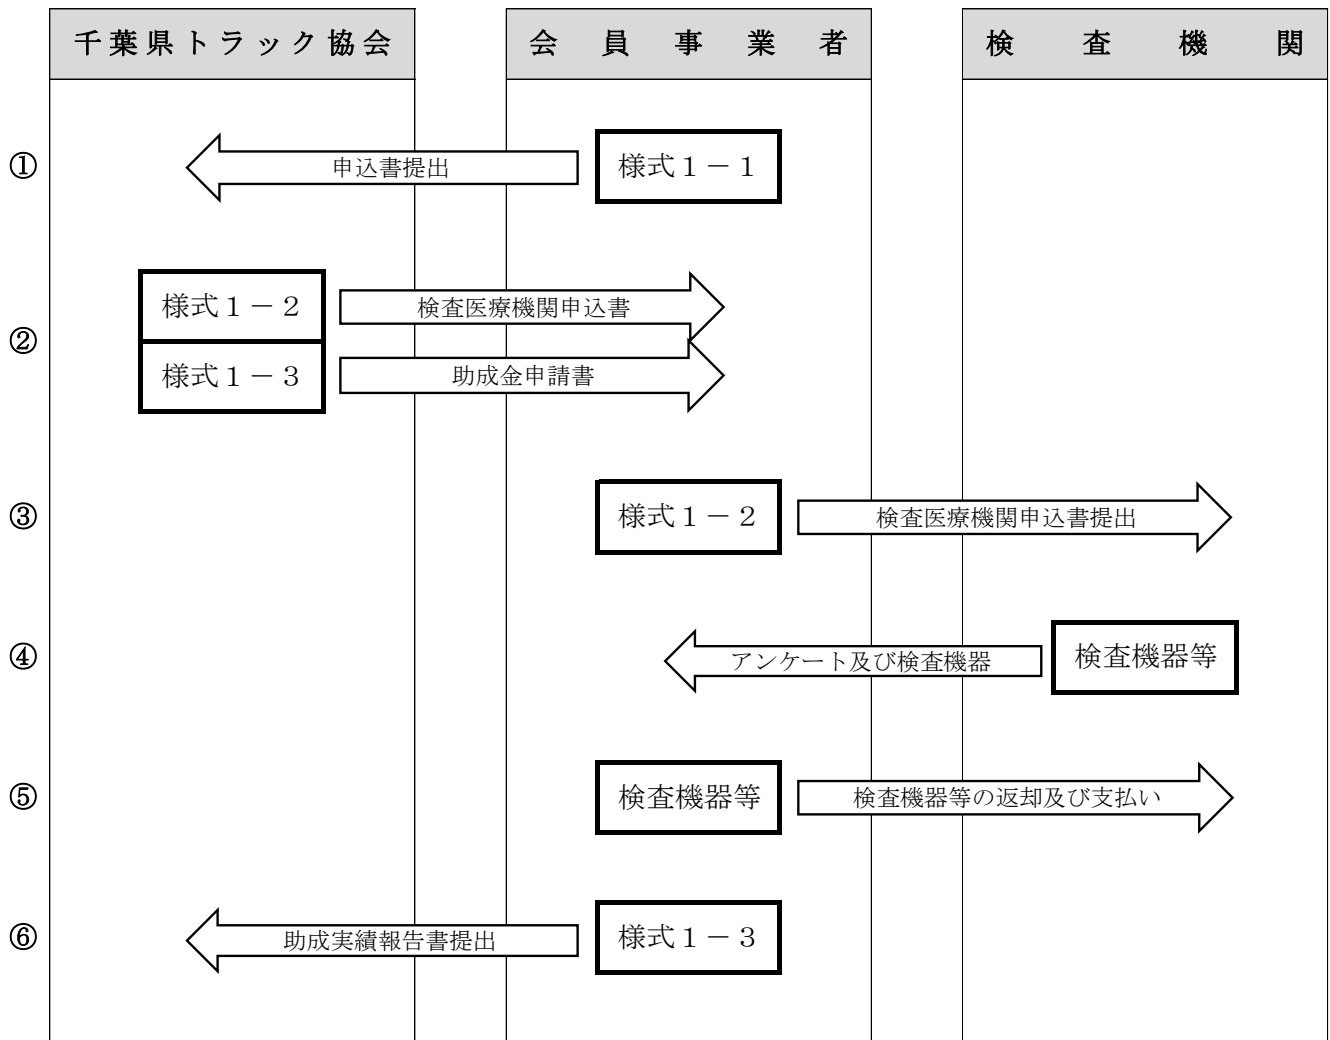 千葉県トラック協会
会員事業者
検査機関
①
申込書提出
様式１－１
②
様式１－２
検査医療機関申込書
様式１－３
助成金申請書
③
様式１－２
検査医療機関申込書提出
④
アンケート及び検査機器
検査機器等
⑤
検査機器等
検査機器等の返却及び支払い
⑥
助成実績報告書提出
様式１－３